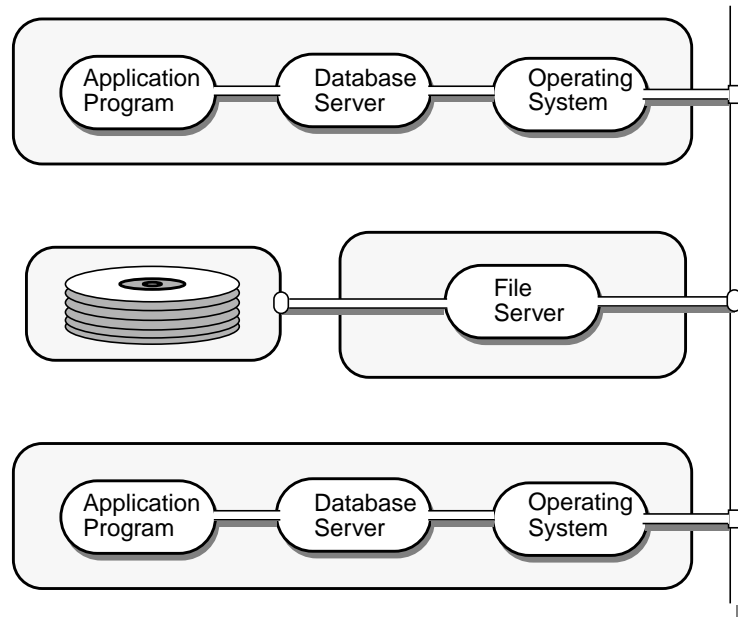 Application
Program
Database
Server
Operating
System
File
Server
Application
Program
Database
Server
Operating
System